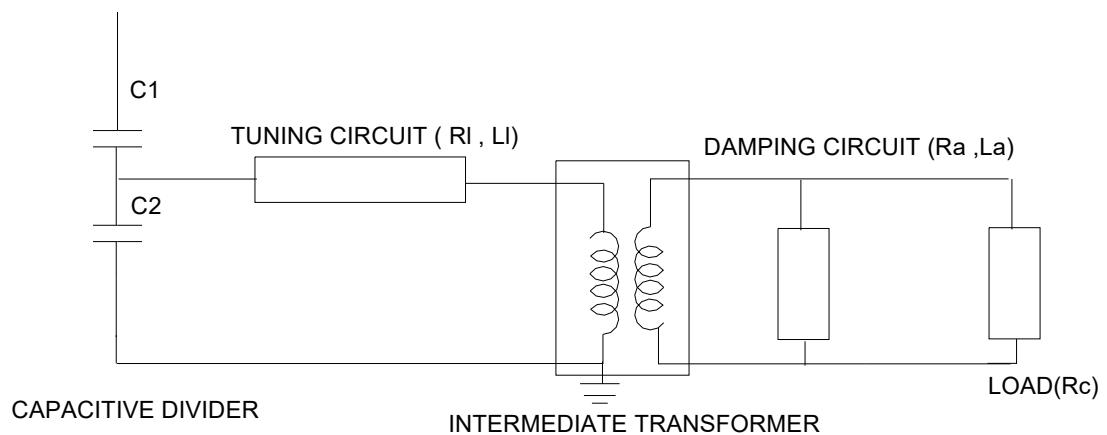 C1
TUNING CIRCUIT ( Rl , Ll)
DAMPING CIRCUIT (Ra ,La)
C2
LOAD(Rc)
CAPACITIVE DIVIDER
INTERMEDIATE TRANSFORMER